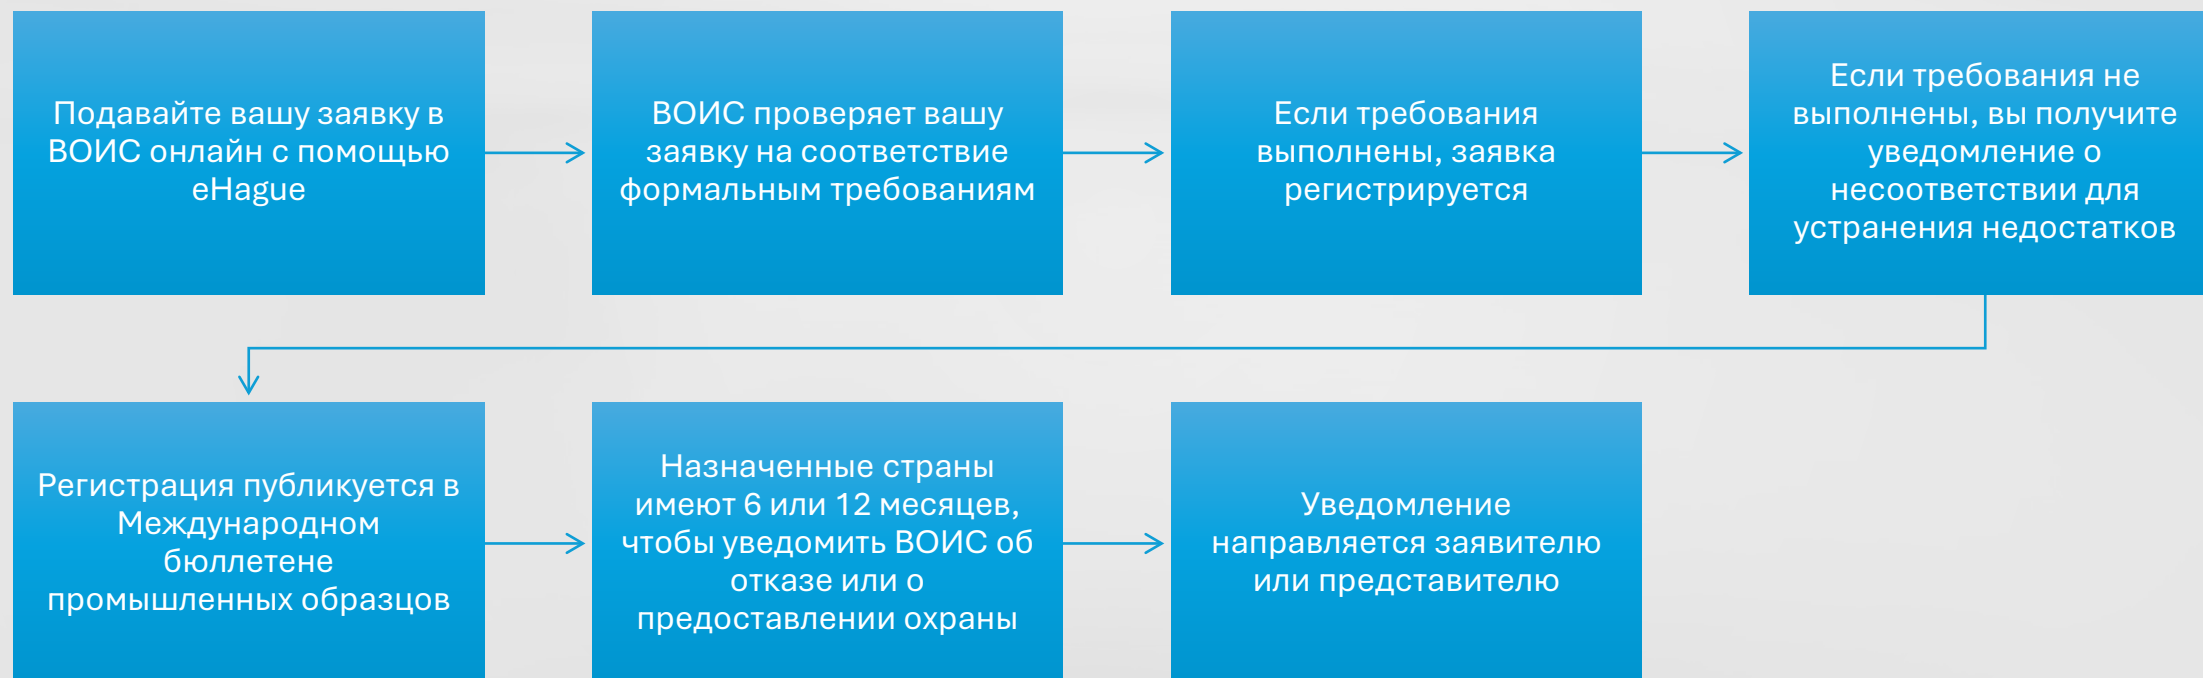 Подавайте вашу заявку в
ВОИС онлайн с помощью
eHague
ВОИС проверяет вашу
заявку на соответствие
формальным требованиям
Если требования
выполнены, заявка
регистрируется
Если требования не
выполнены, вы получите
уведомление о
несоответствии для
устранения недостатков
Регистрация публикуется в
Международном
бюллетене
промышленных образцов
Назначенные страны
имеют 6 или 12 месяцев,
чтобы уведомить ВОИС об
отказе или о
предоставлении охраны
Уведомление
направляется заявителю
или представителю